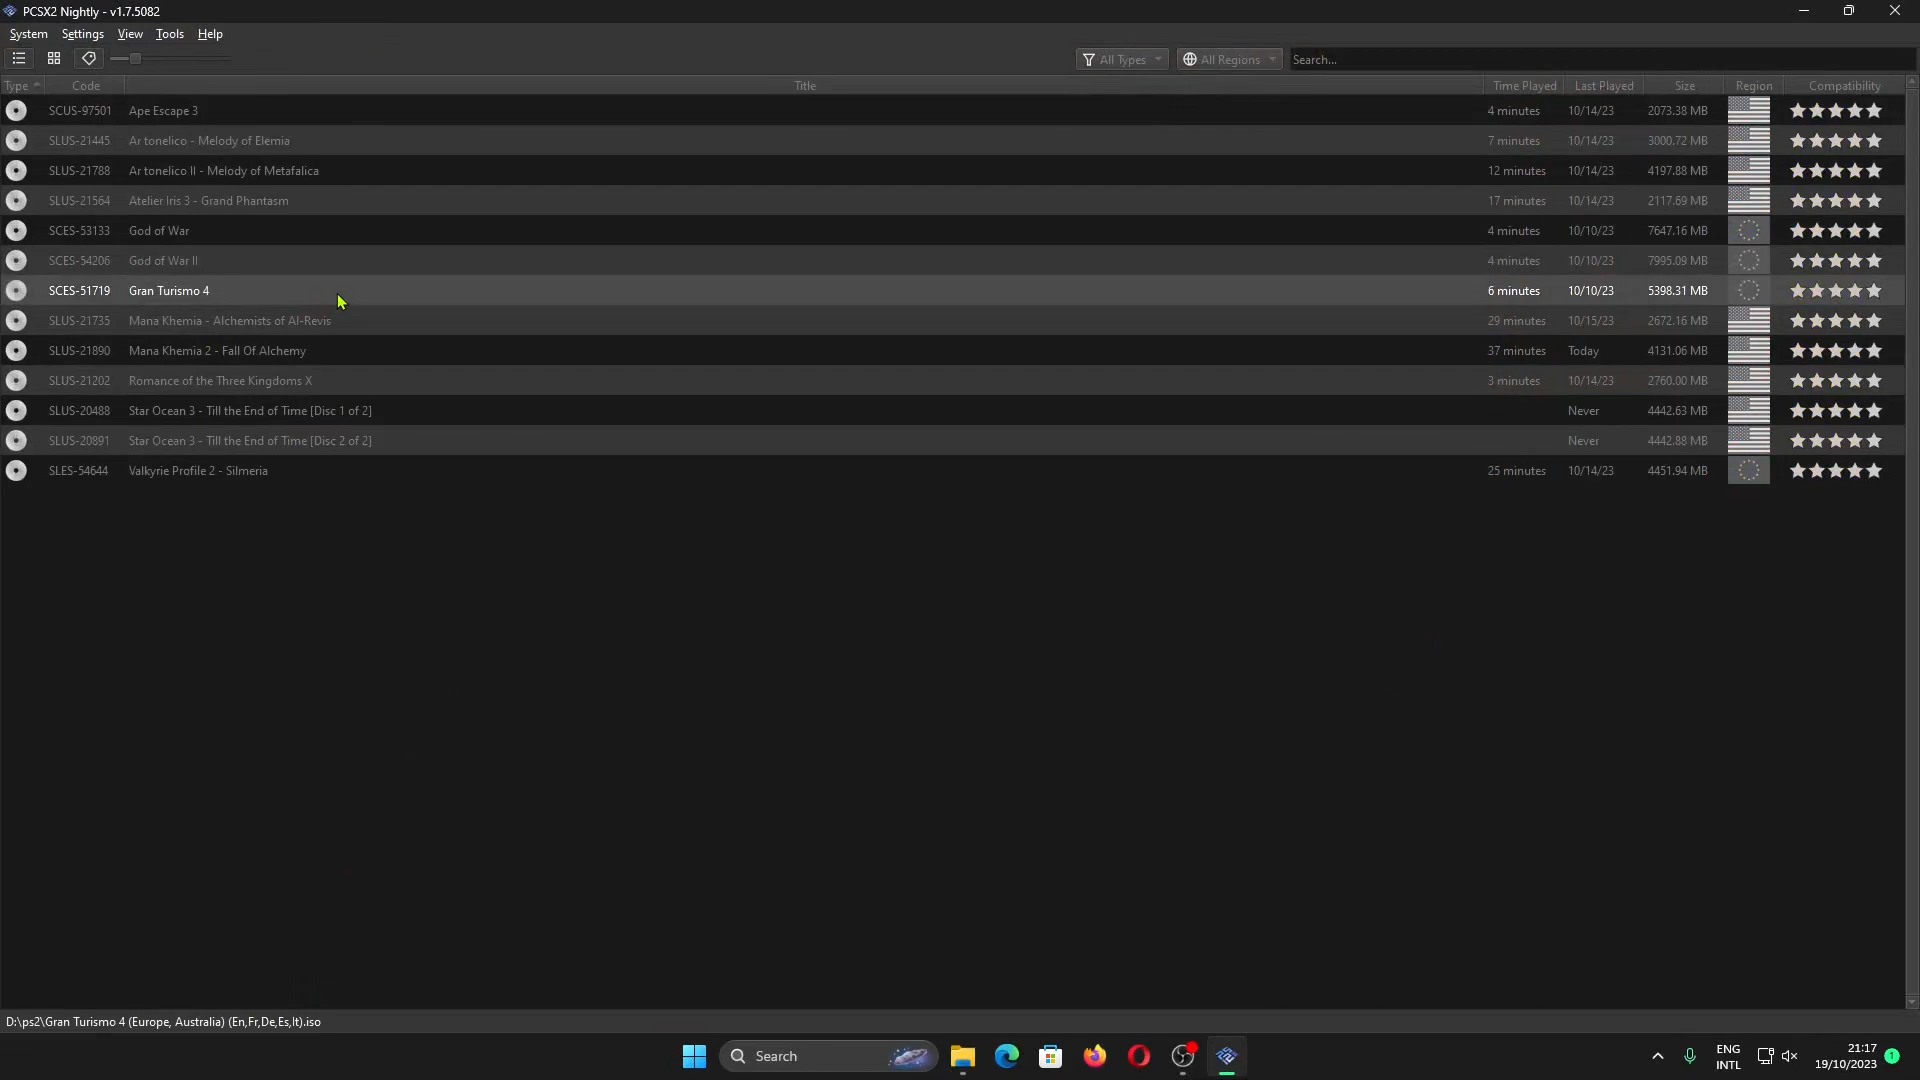 PCSX2 Nightly - v1.7.5082
System Settings View Tools Help
All Types All Regions Search...
Type Code Title Time Played Last Played Size Region Compatibility
SCUS-97501 Ape Escape 3 4 minutes 10/14/23 2073.38 MB
SLUS-21445 Ar tonelico - Melody of Elemia 7 minutes 10/14/23 3000.72 MB
SLUS-21788 Ar tonelico II - Melody of Metafalica 12 minutes 10/14/23 4197.88 MB
SLUS-21564 Atelier Iris 3 - Grand Phantasm 17 minutes 10/14/23 2117.69 MB
SCES-53133 God of War 4 minutes 10/10/23 7647.16 MB
SCES-54206 God of War II 4 minutes 10/10/23 7995.09 MB
SCES-51719 Gran Turismo 4 6 minutes 10/10/23 5398.31 MB
SLUS-21735 Mana Khemia - Alchemists of Al-Revis 29 minutes 10/15/23 2672.16 MB
SLUS-21890 Mana Khemia 2 - Fall Of Alchemy 37 minutes Today 4131.06 MB
SLUS-21202 Romance of the Three Kingdoms X 3 minutes 10/14/23 2760.00 MB
SLUS-20488 Star Ocean 3 - Till the End of Time [Disc 1 of 2] Never 4442.63 MB
SLUS-20891 Star Ocean 3 - Till the End of Time [Disc 2 of 2] Never 4442.88 MB
SLES-54644 Valkyrie Profile 2 - Silmeria 25 minutes 10/14/23 4451.94 MB
D:\ps2\Gran Turismo 4 (Europe, Australia) (En,Fr,De,Es,It).iso
Search
ENG 21:17
INTL 19/10/2023 1